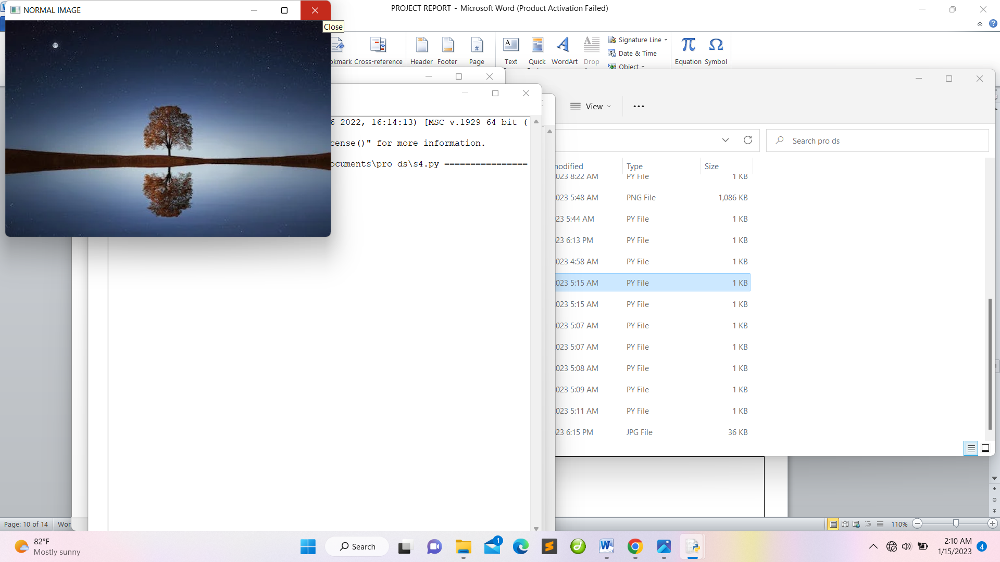 NORMAL IMAGE
Close
PROJECT REPORT - Microsoft Word (Product Activation Failed)
okmark
Cross-reference
Header
Footer
Page
Text
Quick
WordArt
Drop
Signature Line
Date & Time
Object
Equation
Symbol
6 2022, 16:14:13) [MSC v.1929 64 bit (
cense()" for more information.
ocuments\pro ds\s4.py ================
View
Search pro ds
modified Type Size
023 8:22 AM PY File 1 KB
023 5:48 AM PNG File 1,086 KB
23 5:44 AM PY File 1 KB
23 6:13 PM PY File 1 KB
023 4:58 AM PY File 1 KB
023 5:15 AM PY File 1 KB
023 5:15 AM PY File 1 KB
023 5:07 AM PY File 1 KB
023 5:07 AM PY File 1 KB
023 5:08 AM PY File 1 KB
023 5:09 AM PY File 1 KB
023 5:11 AM PY File 1 KB
23 6:15 PM JPG File 36 KB
Page: 10 of 14
Wor
110%
82°F
Mostly sunny
Search
1
2:10 AM
1/15/2023
4